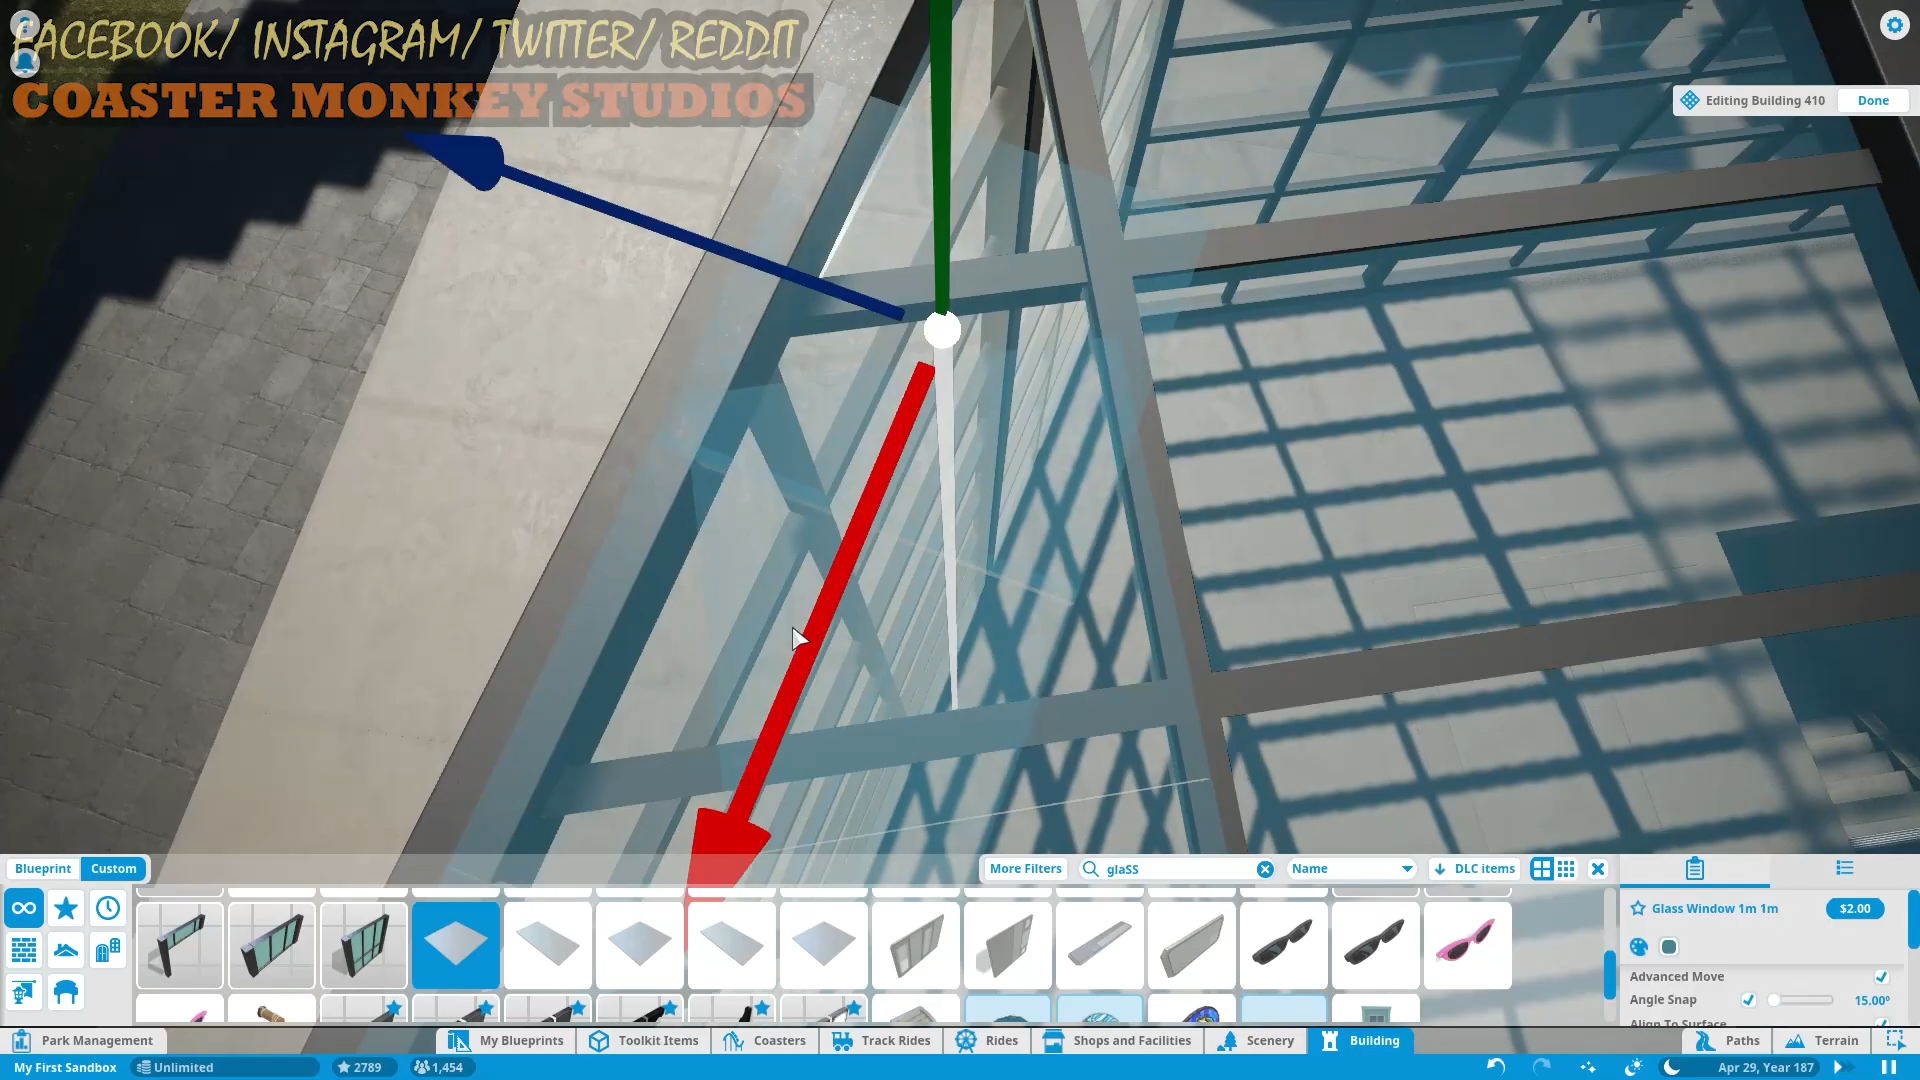 FACEBOOK/ INSTAGRAM/ TWITTER/ REDDIT
COASTER MONKEY STUDIOS
Editing Building 410
Done
Blueprint
Custom
More Filters
glaSS
Name
DLC items
Glass Window 1m 1m
$2.00
Advanced Move
Angle Snap
15.00°
Align To Surface
Park Management
My Blueprints
Toolkit Items
Coasters
Track Rides
Rides
Shops and Facilities
Scenery
Building
Paths
Terrain
My First Sandbox
Unlimited
2789
1,454
Apr 29, Year 187